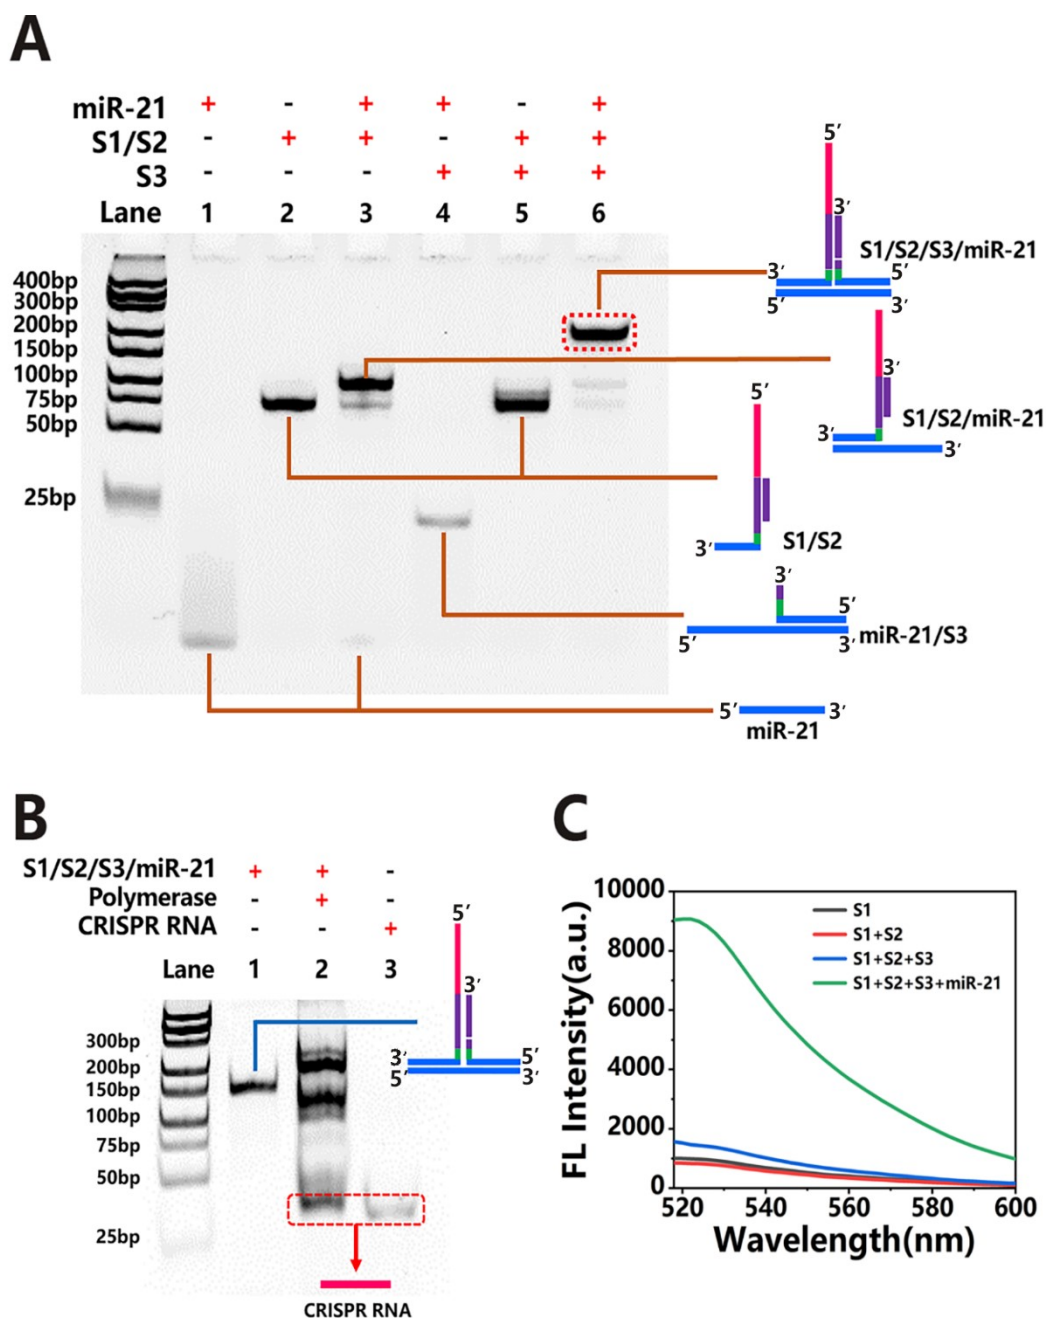 A
miR-21 + - + + - +
S1/S2 - + + - + +
S3 - - - + + +
Lane 1 2 3 4 5 6
400bp
300bp
200bp
150bp
100bp
75bp
50bp
25bp
5′
3′
S1/S2/S3/miR-21
3′ 5′
5′ 3′
3′
S1/S2/miR-21
3′
3′
5′
S1/S2
3′
3′
5′
miR-21/S3
5′ 3′
5′ 3′
miR-21
B
S1/S2/S3/miR-21 + + -
Polymerase - + -
CRISPR RNA - - +
Lane 1 2 3
300bp
200bp
150bp
100bp
75bp
50bp
25bp
5′
3′
3′ 5′
5′ 3′
CRISPR RNA
C
FL Intensity(a.u.)
10000
8000
6000
4000
2000
0
S1
S1+S2
S1+S2+S3
S1+S2+S3+miR-21
520 540 560 580 600
Wavelength(nm)